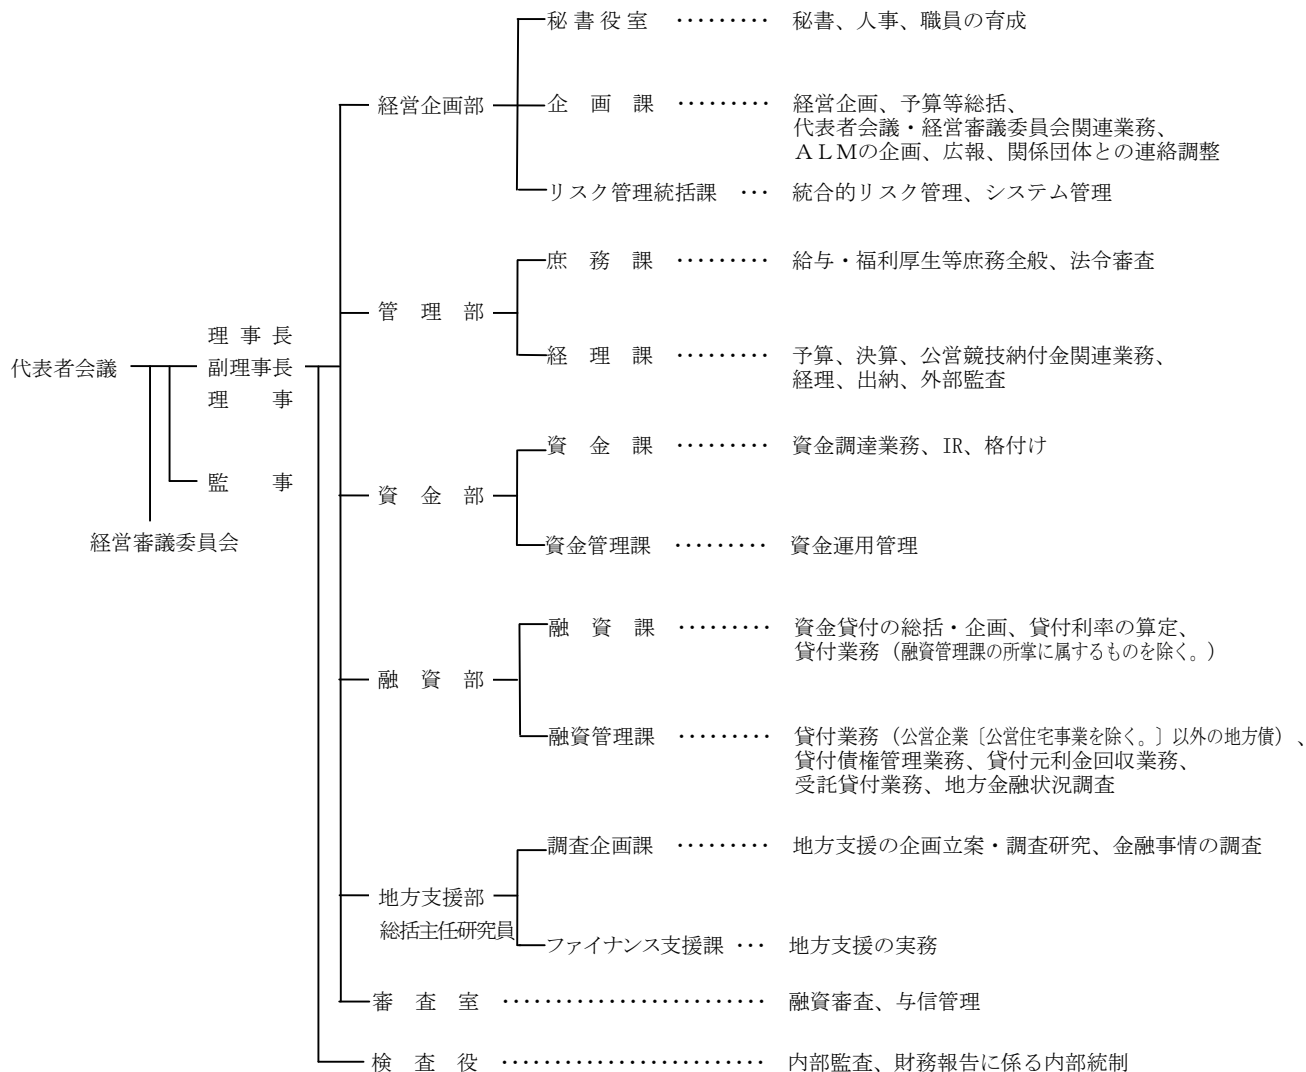 秘書役室 ········· 秘書、人事、職員の育成
経営企画部
企画課 ········· 経営企画、予算等総括、
代表者会議・経営審議委員会関連業務、
ＡＬＭの企画、広報、関係団体との連絡調整
リスク管理統括課 ··· 統合的リスク管理、システム管理
庶務課 ········· 給与・福利厚生等庶務全般、法令審査
管理部
経理課 ········· 予算、決算、公営競技納付金関連業務、
経理、出納、外部監査
代表者会議
理事長
副理事長
理事
監事
経営審議委員会
資金課 ········· 資金調達業務、IR、格付け
資金部
資金管理課 ········· 資金運用管理
融資課 ········· 資金貸付の総括・企画、貸付利率の算定、
貸付業務（融資管理課の所掌に属するものを除く。）
融資部
融資管理課 ········· 貸付業務（公営企業〔公営住宅事業を除く。〕以外の地方債）、
貸付債権管理業務、貸付元利金回収業務、
受託貸付業務、地方金融状況調査
調査企画課 ········· 地方支援の企画立案・調査研究、金融事情の調査
地方支援部
総括主任研究員
ファイナンス支援課 ··· 地方支援の実務
審査室 ························· 融資審査、与信管理
検査役 ························· 内部監査、財務報告に係る内部統制